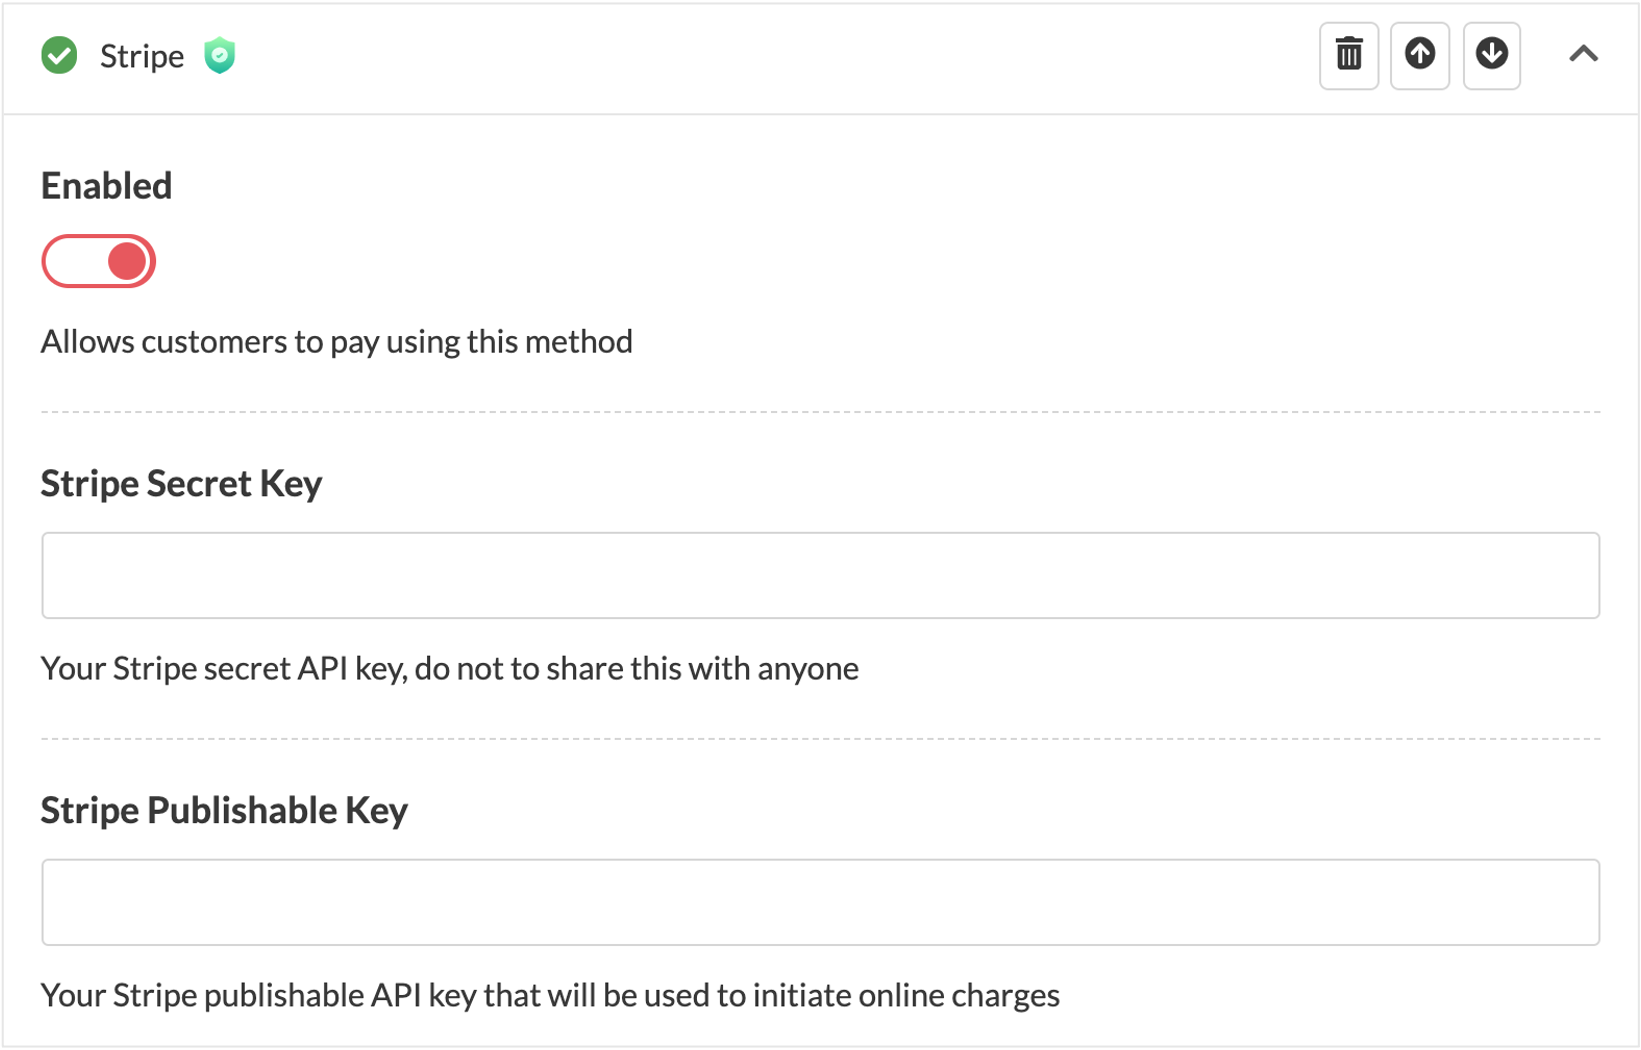 Stripe
Enabled
Allows customers to pay using this method
Stripe Secret Key
Your Stripe secret API key, do not to share this with anyone
Stripe Publishable Key
Your Stripe publishable API key that will be used to initiate online charges